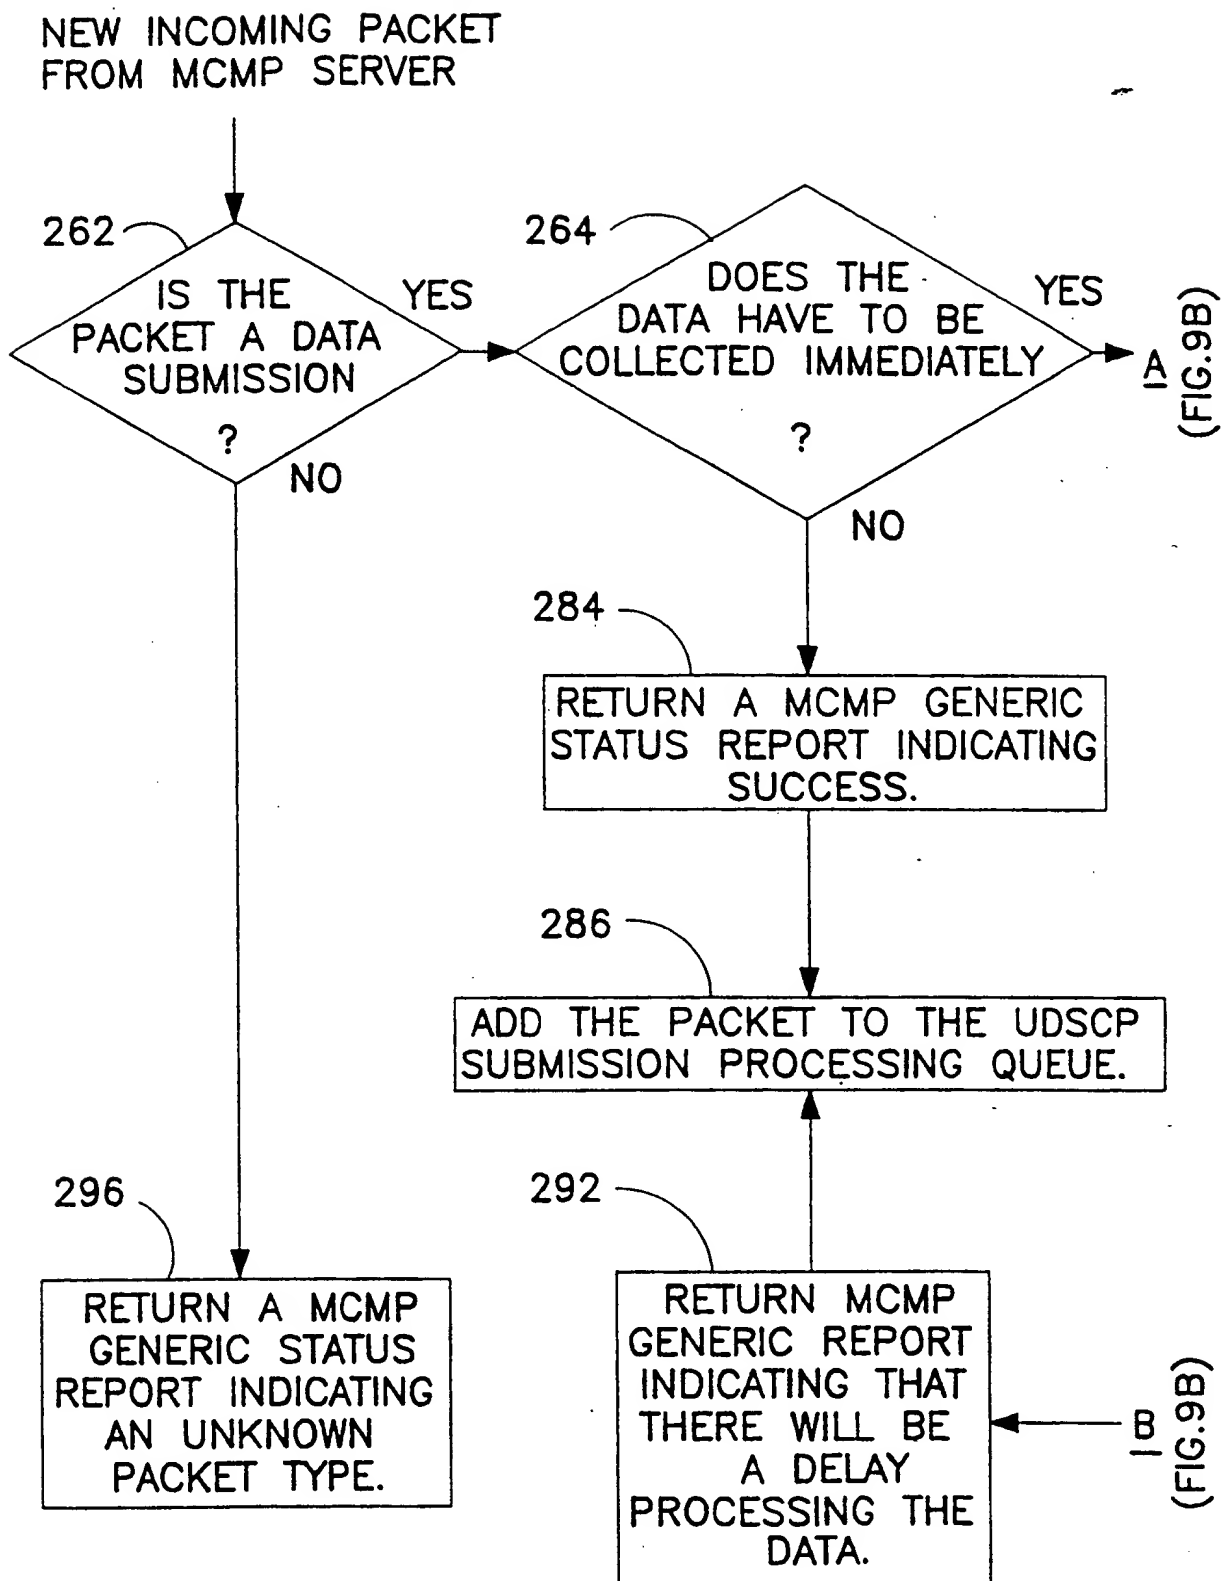 NEW INCOMING PACKET
FROM MCMP SERVER
262
IS THE
PACKET A DATA
SUBMISSION
?
YES
NO
264
DOES THE
DATA HAVE TO BE
COLLECTED IMMEDIATELY
?
YES
A
(FIG.9B)
NO
284
RETURN A MCMP GENERIC
STATUS REPORT INDICATING
SUCCESS.
286
ADD THE PACKET TO THE UDSCP
SUBMISSION PROCESSING QUEUE.
296
RETURN A MCMP
GENERIC STATUS
REPORT INDICATING
AN UNKNOWN
PACKET TYPE.
292
RETURN MCMP
GENERIC REPORT
INDICATING THAT
THERE WILL BE
A DELAY
PROCESSING THE
DATA.
B
(FIG.9B)